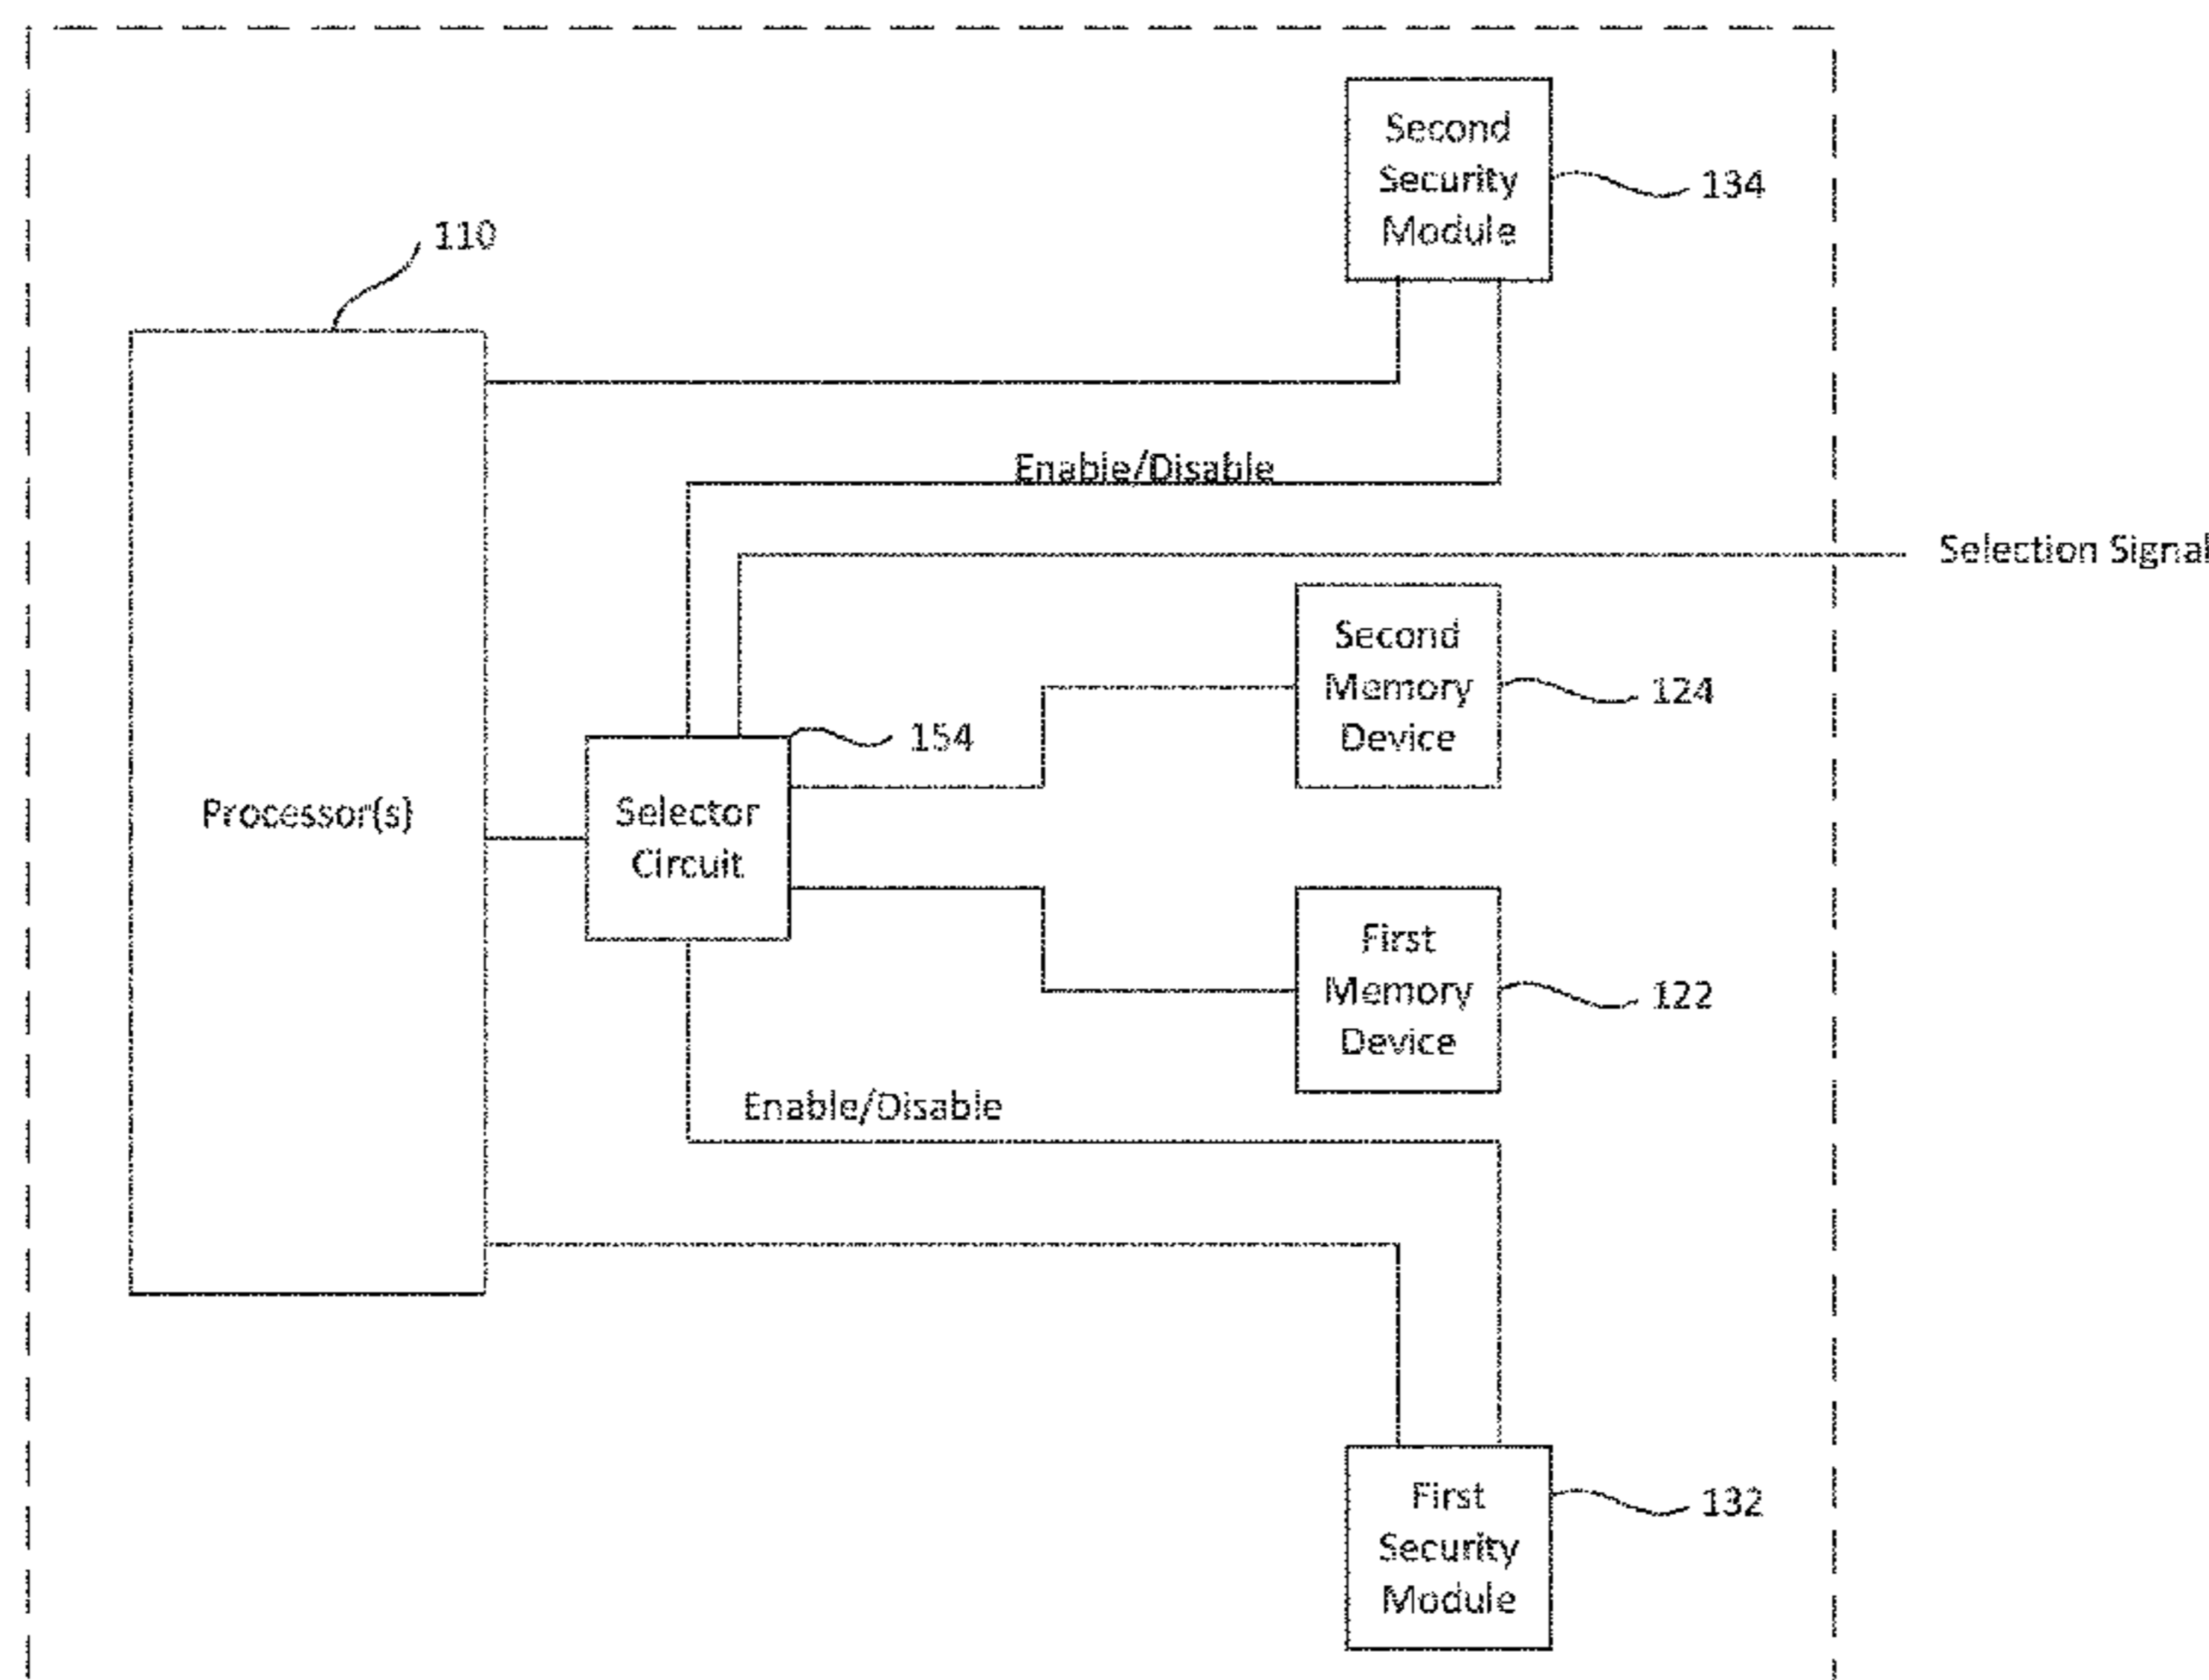 Second
Security
Module
134
110
Enable/Disable
Selection Signal
Second
Memory
Device
124
154
Processor(s)
Selector
Circuit
First
Memory
Device
122
Enable/Disable
First
Security
Module
132